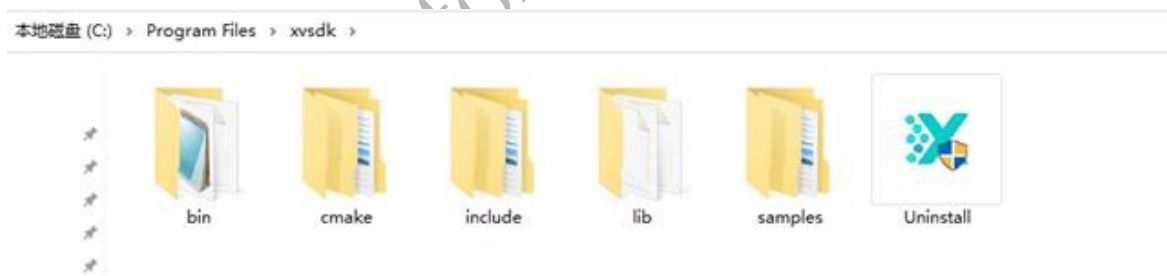 本地磁盘 (C:) › Program Files › xvsdk ›
bin cmake include lib samples Uninstall